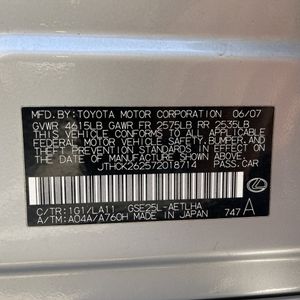 MFD. BY: TOYOTA MOTOR CORPORATION 06/07
GVWR 4615LB GAWR FR 2575LB RR 2535LB
THIS VEHICLE CONFORMS TO ALL APPLICABLE
FEDERAL MOTOR VEHICLE SAFETY, BUMPER, AND
THEFT PREVENTION STANDARDS IN EFFECT ON
THE DATE OF MANUFACTURE SHOWN ABOVE.
JTHCK262572018714 PASS.CAR
C/TR: 1G1/LA11 GSE25L-AETLHA
A/TM: A04A/A760H MADE IN JAPAN 747 A